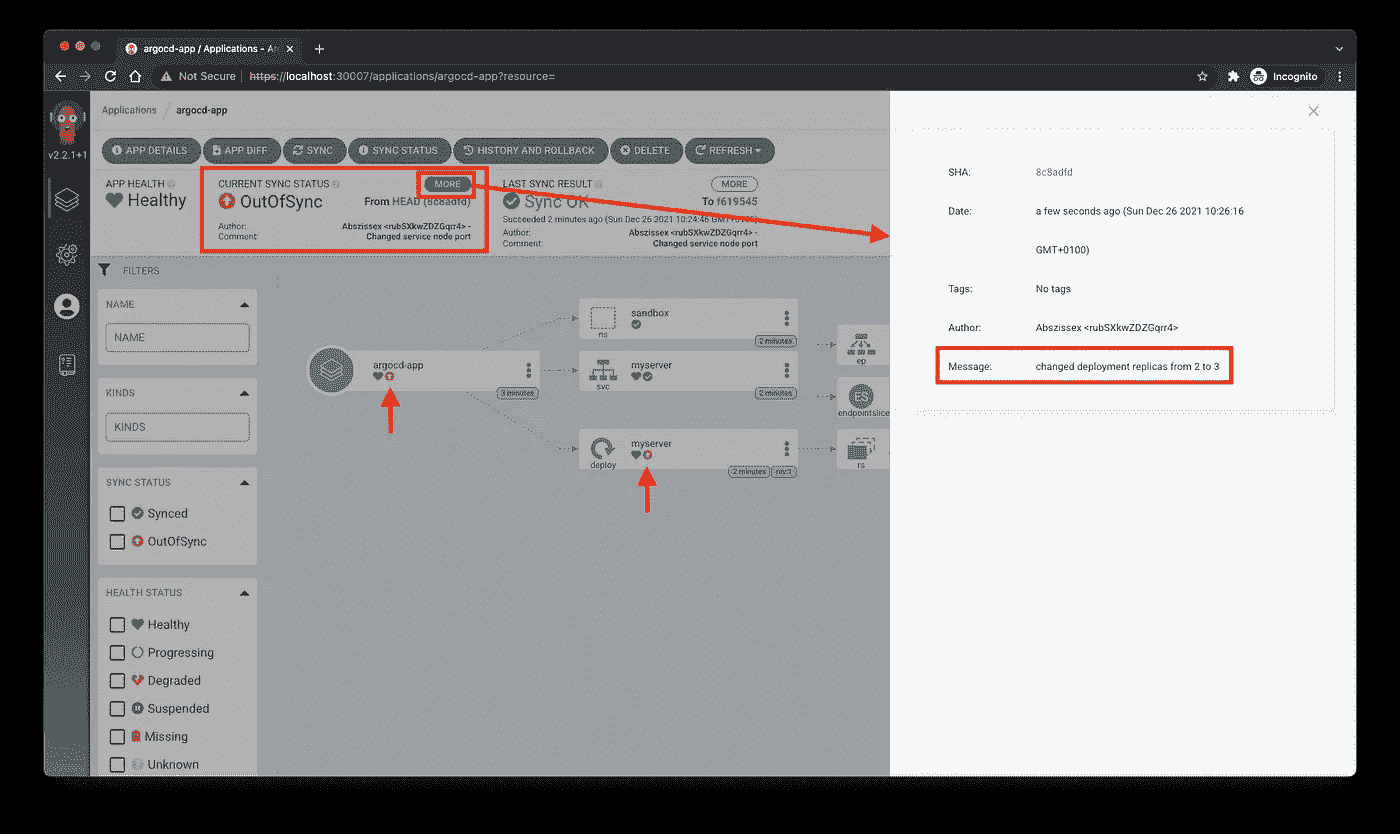 argocd-app / Applications - Ar
Not Secure
https://localhost:30007/applications/argocd-app?resource=
Incognito
v2.2.1+1
Applications / argocd-app
APP DETAILS
APP DIFF
SYNC
SYNC STATUS
HISTORY AND ROLLBACK
DELETE
REFRESH
APP HEALTH
Healthy
CURRENT SYNC STATUS
MORE
OutOfSync
From HEAD (8c8adfd)
Author: Abszissex <rubSXkwZDZGqrr4> -
Comment: Changed service node port
LAST SYNC RESULT
MORE
Sync OK
To f619545
Succeeded 2 minutes ago (Sun Dec 26 2021 10:24:46 GMT+0100)
Author: Abszissex <rubSXkwZDZGqrr4> -
Comment: Changed service node port
FILTERS
NAME
NAME
KINDS
KINDS
SYNC STATUS
Synced
OutOfSync
HEALTH STATUS
Healthy
Progressing
Degraded
Suspended
Missing
Unknown
argocd-app
3 minutes
sandbox
ns
2 minutes
myserver
svc
2 minutes
myserver
deploy
2 minutes
rev:1
ep
ES
endpointslice
rs
SHA: 8c8adfd
Date: a few seconds ago (Sun Dec 26 2021 10:26:16
GMT+0100)
Tags: No tags
Author: Abszissex <rubSXkwZDZGqrr4>
Message: changed deployment replicas from 2 to 3